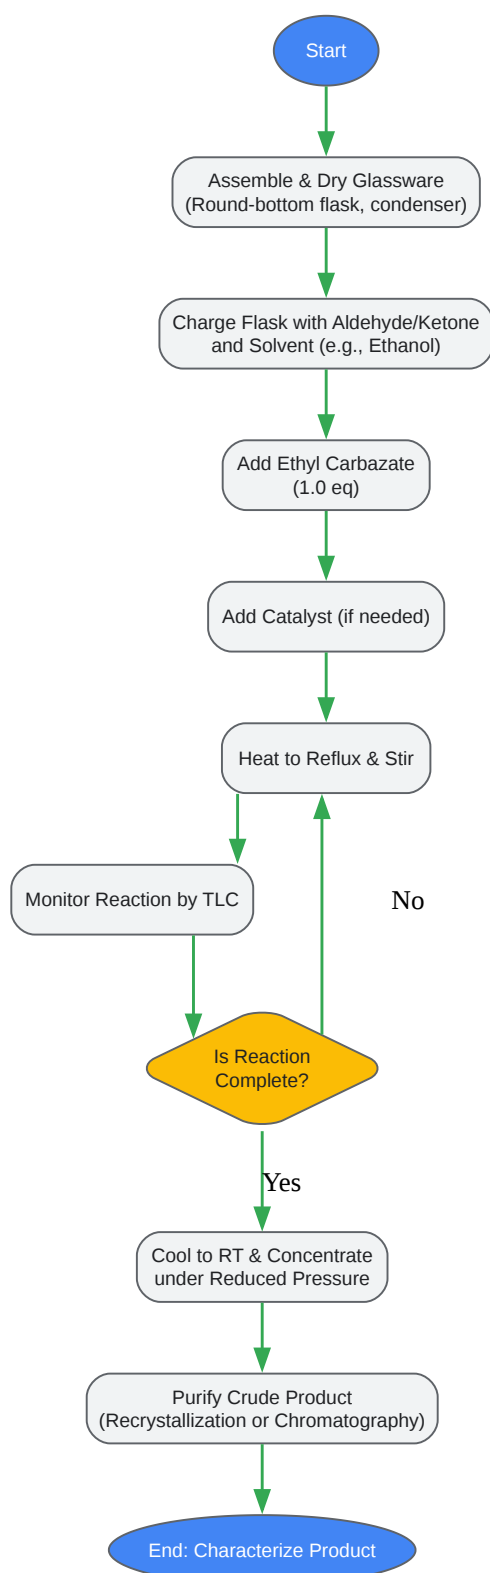 Start
Assemble & Dry Glassware
(Round-bottom flask, condenser)
Charge Flask with Aldehyde/Ketone
and Solvent (e.g., Ethanol)
Add Ethyl Carbazate
(1.0 eq)
Add Catalyst (if needed)
Heat to Reflux & Stir
Monitor Reaction by TLC
No
Is Reaction
Complete?
Yes
Cool to RT & Concentrate
under Reduced Pressure
Purify Crude Product
(Recrystallization or Chromatography)
End: Characterize Product